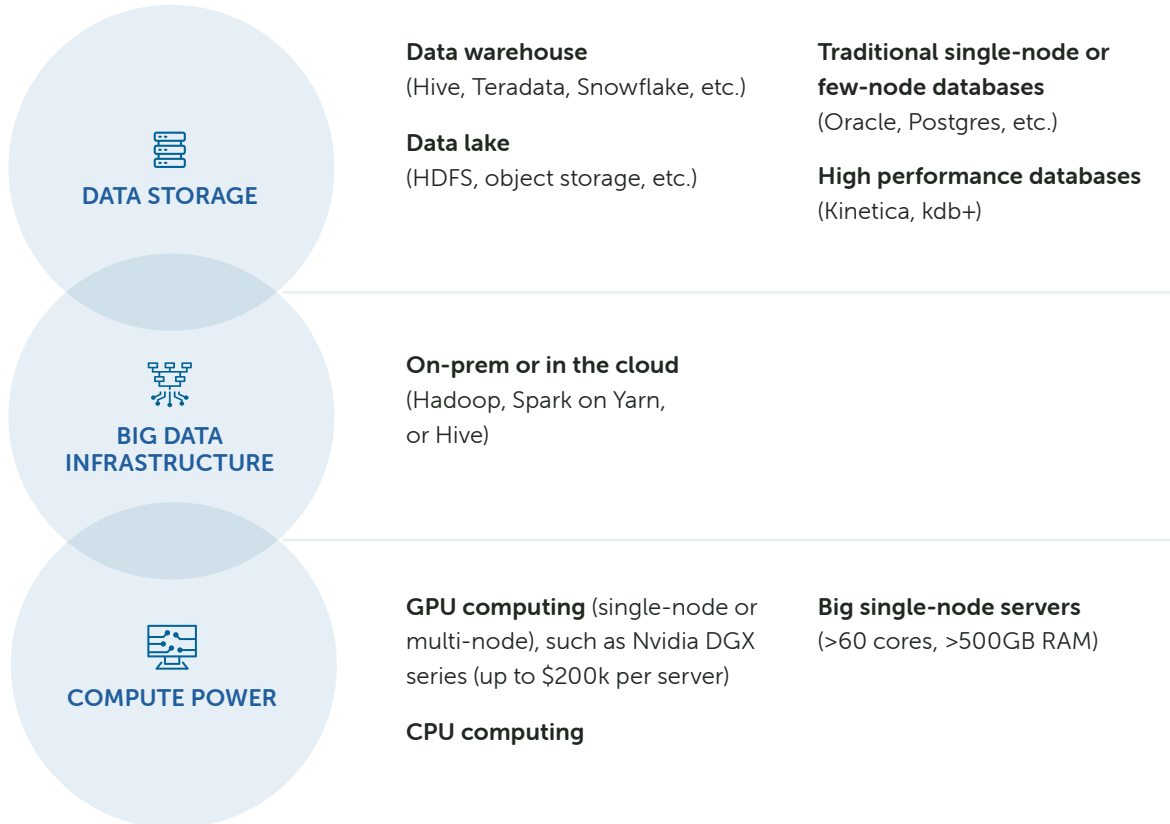 DATA STORAGE
Data warehouse
(Hive, Teradata, Snowflake, etc.)
Data lake
(HDFS, object storage, etc.)
Traditional single-node or
few-node databases
(Oracle, Postgres, etc.)
High performance databases
(Kinetica, kdb+)
BIG DATA
INFRASTRUCTURE
On-prem or in the cloud
(Hadoop, Spark on Yarn,
or Hive)
COMPUTE POWER
GPU computing (single-node or
multi-node), such as Nvidia DGX
series (up to $200k per server)
CPU computing
Big single-node servers
(>60 cores, >500GB RAM)